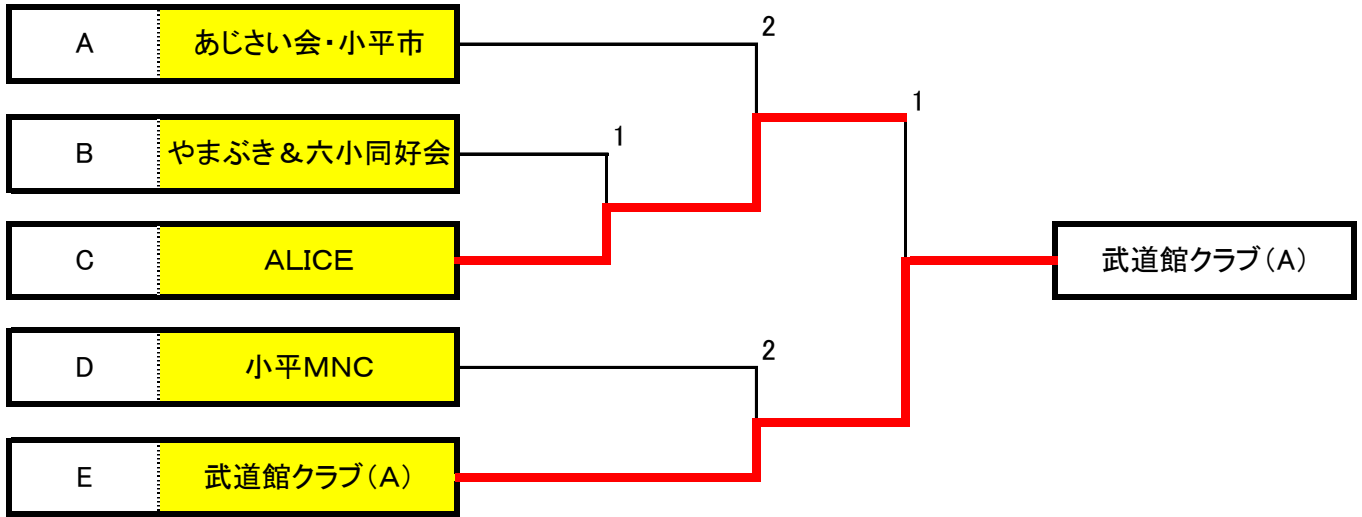 A あじさい会・小平市
2
B やまぶき＆六小同好会
1
1
C ALICE
武道館クラブ(A)
D 小平MNC
2
E 武道館クラブ(A)